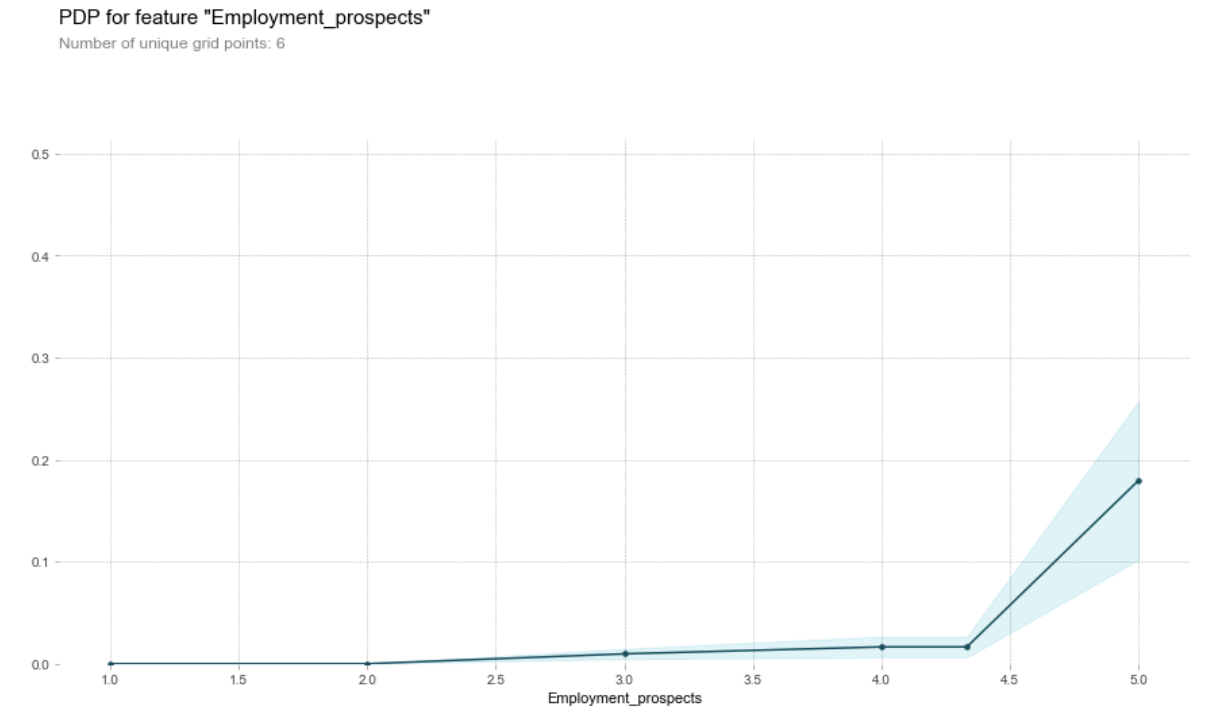 PDP for feature "Employment_prospects"
Number of unique grid points: 6
0.5
0.4
0.3
0.2
0.1
0.0
1.0 1.5 2.0 2.5 3.0 3.5 4.0 4.5 5.0
Employment_prospects